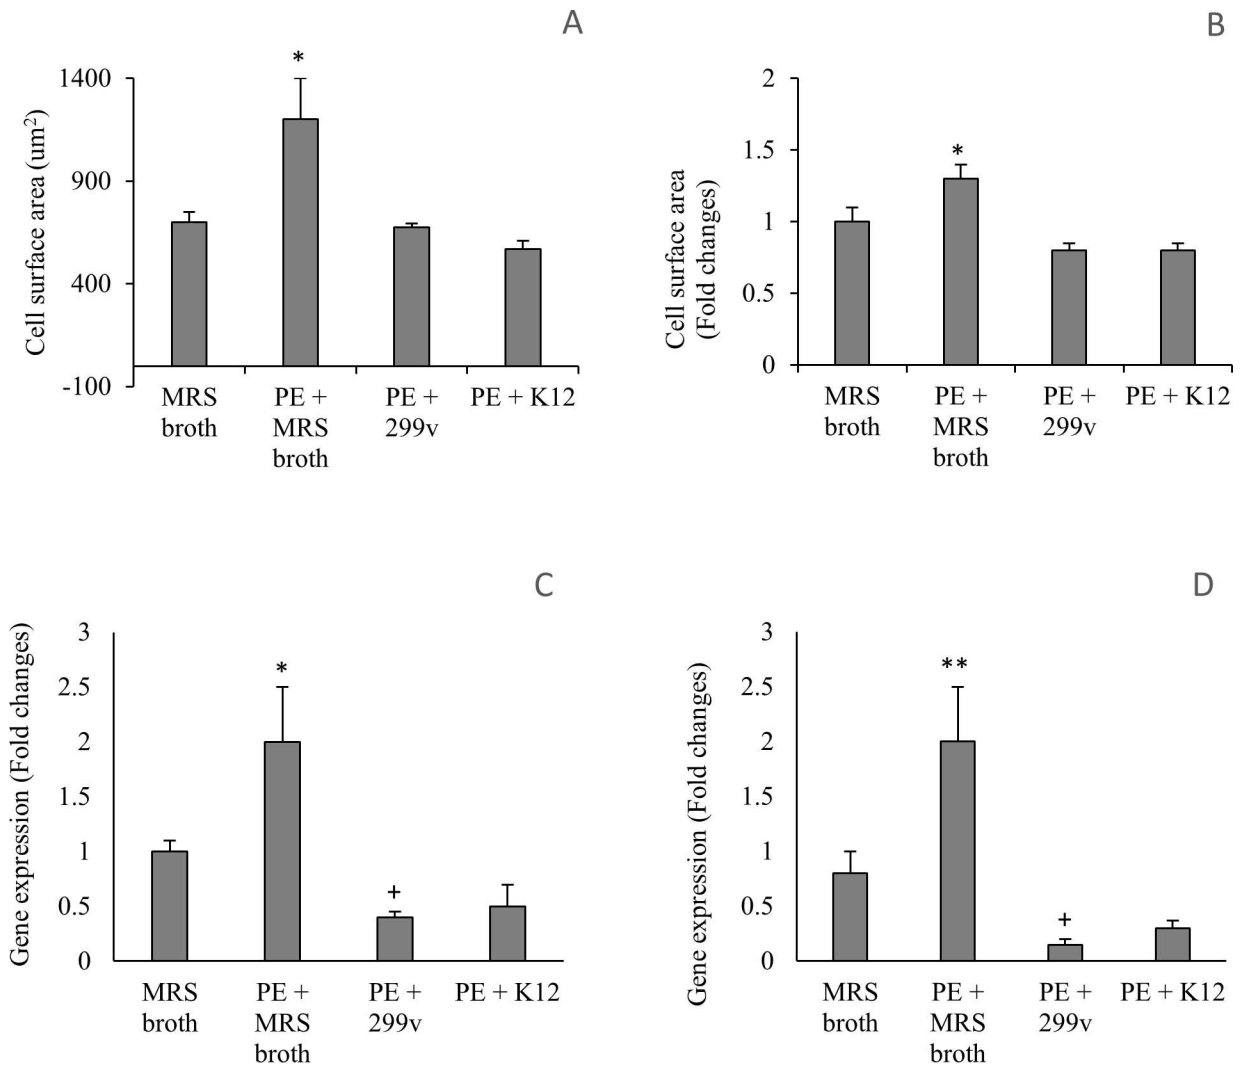 A
*
Cell surface area (um²)
1400
900
400
-100
MRS
broth
PE +
MRS
broth
PE +
299v
PE + K12
B
*
Cell surface area
(Fold changes)
2
1.5
1
0.5
0
MRS
broth
PE +
MRS
broth
PE +
299v
PE + K12
C
*
+
Gene expression (Fold changes)
3
2.5
2
1.5
1
0.5
0
MRS
broth
PE +
MRS
broth
PE +
299v
PE + K12
D
**
+
Gene expression (Fold changes)
3
2.5
2
1.5
1
0.5
0
MRS
broth
PE +
MRS
broth
PE +
299v
PE + K12